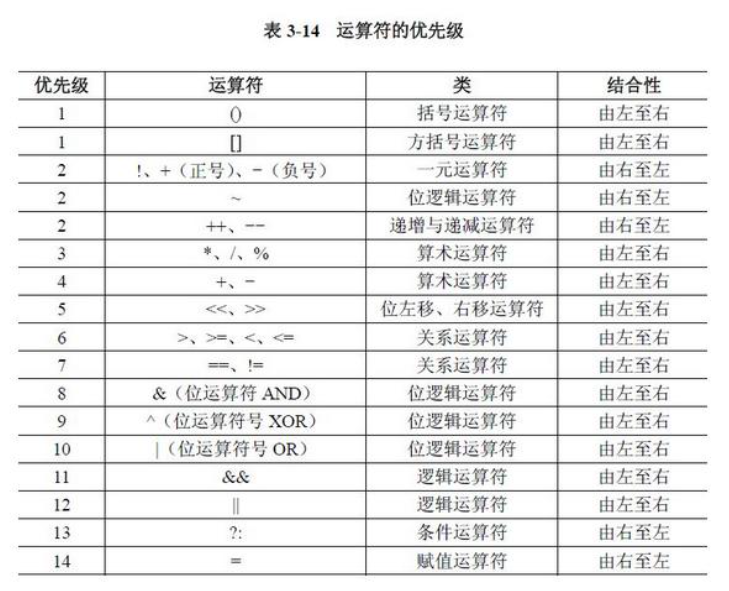 表 3-14 运算符的优先级
优先级 运算符 类 结合性
1 () 括号运算符 由左至右
1 [] 方括号运算符 由左至右
2 !、+（正号）、-（负号） 一元运算符 由右至左
2 ~ 位逻辑运算符 由右至左
2 ++、-- 递增与递减运算符 由右至左
3 *、/、% 算术运算符 由左至右
4 +、- 算术运算符 由左至右
5 <<、>> 位左移、右移运算符 由左至右
6 >、>=、<、<= 关系运算符 由左至右
7 ==、!= 关系运算符 由左至右
8 &（位运算符 AND） 位逻辑运算符 由左至右
9 ^（位运算符号 XOR） 位逻辑运算符 由左至右
10 |（位运算符号 OR） 位逻辑运算符 由左至右
11 && 逻辑运算符 由左至右
12 || 逻辑运算符 由左至右
13 ?: 条件运算符 由右至左
14 = 赋值运算符 由右至左